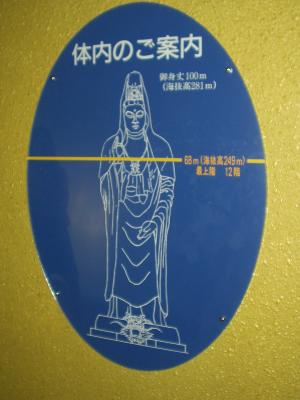 体内のご案内
御身丈100m
(海抜高281m)
68m(海抜高249m)
最上階 12階